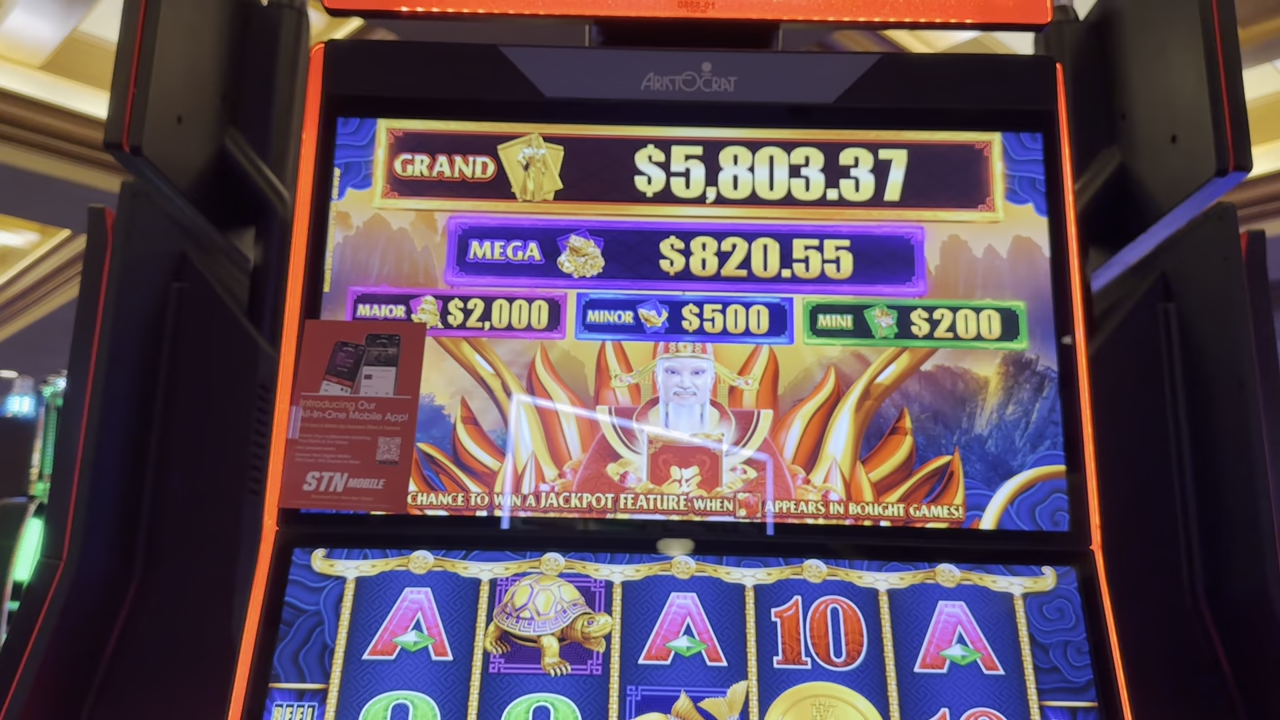 ARISTOCRAT
GRAND $5,803.37
MEGA $820.55
MAJOR $2,000 MINOR $500 MINI $200
Introducing Our
All-In-One Mobile App!
STN MOBILE
CHANCE TO WIN A JACKPOT FEATURE WHEN APPEARS IN BOUGHT GAMES!
A A 10 A
REEL